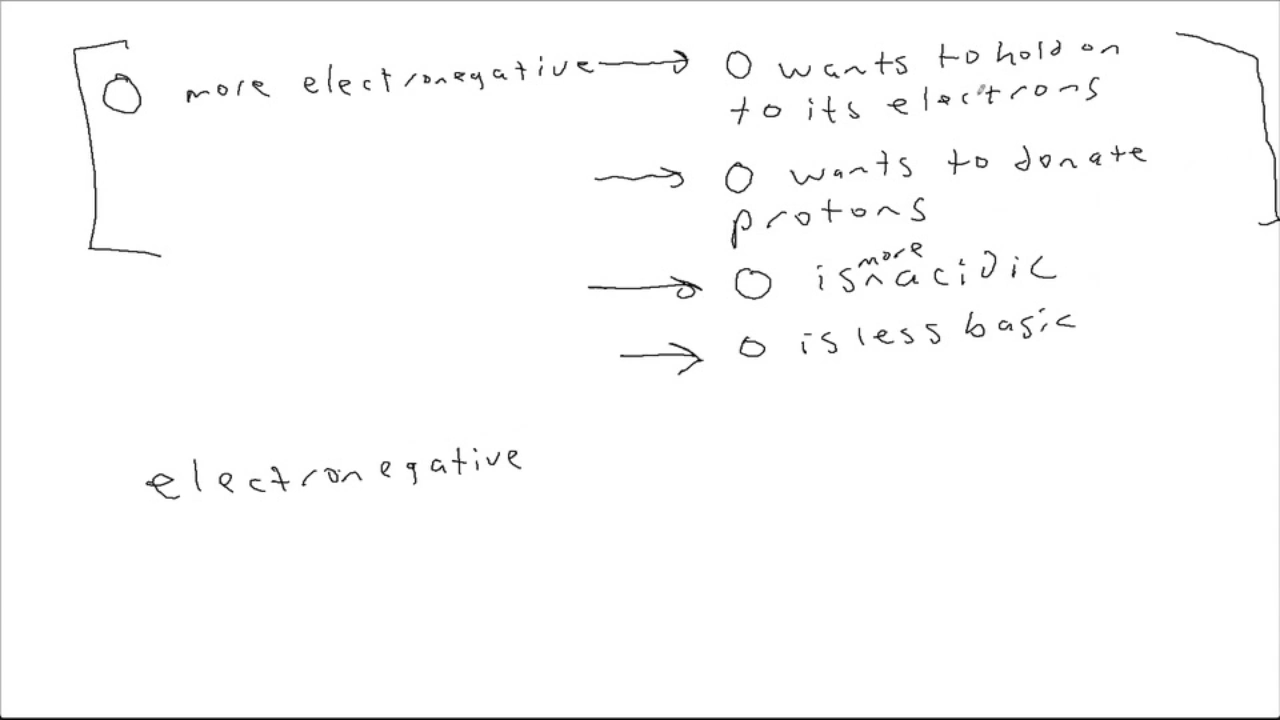 O more electronegative → O wants to hold on
to its electrons
→ O wants to donate
protons
→ O is more acidic
→ O is less basic
electronegative